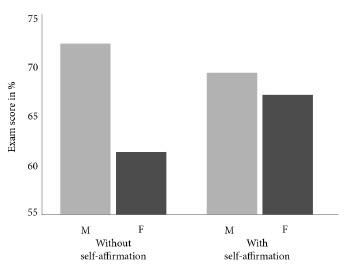 Exam score in %
75
70
65
60
55
M F M F
Without With
self-affirmation self-affirmation